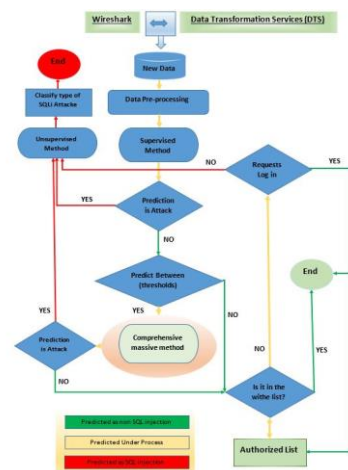 Wireshark
Data Transformation Services (DTS)
New Data
Data Pre-processing
Supervised
Method
Prediction
is Attack
Predict Between
(thresholds)
Comprehensive
massive method
Prediction
is Attack
Unsupervised
Method
Classify type of
SQLI Attacke
End
Requests
Log in
End
Is it in the
withe list?
Authorized List
YES
NO
YES
NO
YES
NO
NO
YES
NO
YES
Predicted as non SQL injection
Predicted Under Process
Predicted as SQL injection